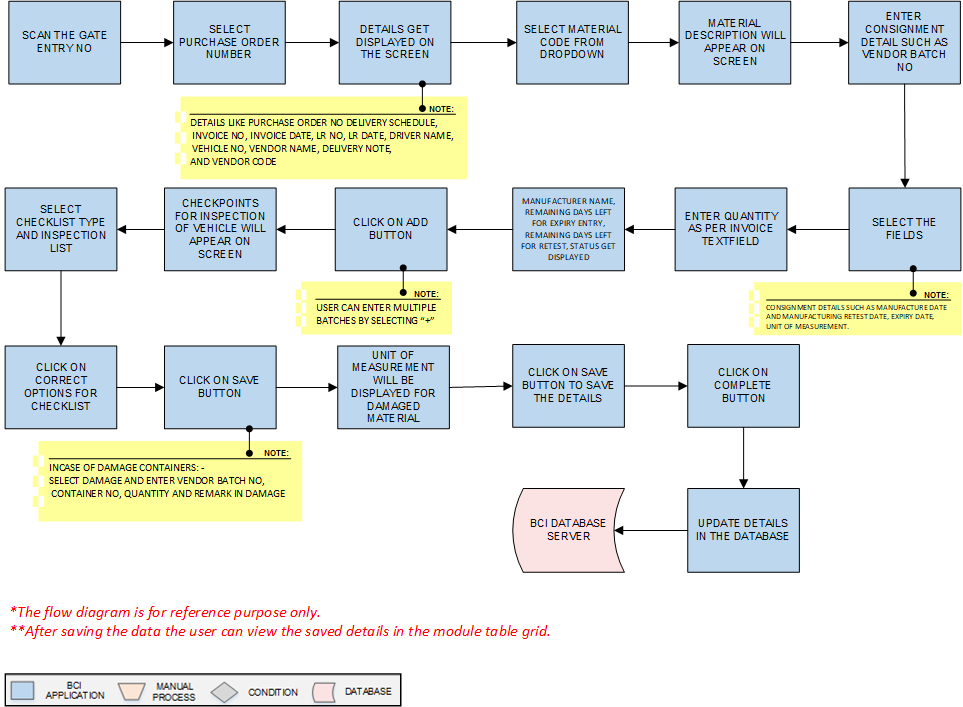 SCAN THE GATE
ENTRY NO
SELECT
PURCHASE ORDER
NUMBER
DETAILS GET
DISPLAYED ON
THE SCREEN
SELECT MATERIAL
CODE FROM
DROPDOWN
MATERIAL
DESCRIPTION WILL
APPEAR ON
SCREEN
ENTER
CONSIGNMENT
DETAIL SUCH AS
VENDOR BATCH
NO
NOTE:
DETAILS LIKE PURCHASE ORDER NO DELIVERY SCHEDULE,
INVOICE NO, INVOICE DATE, LR NO, LR DATE, DRIVER NAME,
VEHICLE NO, VENDOR NAME, DELIVERY NOTE,
AND VENDOR CODE
SELECT THE
FIELDS
NOTE:
CONSIGNMENT DETAILS SUCH AS MANUFACTURE DATE
AND MANUFACTURING RETEST DATE, EXPIRY DATE,
UNIT OF MEASUREMENT.
ENTER QUANTITY
AS PER INVOICE
TEXTFIELD
MANUFACTURER NAME,
REMAINING DAYS LEFT
FOR EXPIRY ENTRY,
REMAINING DAYS LEFT
FOR RETEST, STATUS GET
DISPLAYED
CLICK ON ADD
BUTTON
NOTE:
USER CAN ENTER MULTIPLE
BATCHES BY SELECTING “+”
CHECKPOINTS
FOR INSPECTION
OF VEHICLE WILL
APPEAR ON
SCREEN
SELECT
CHECKLIST TYPE
AND INSPECTION
LIST
CLICK ON
CORRECT
OPTIONS FOR
CHECKLIST
CLICK ON SAVE
BUTTON
NOTE:
INCASE OF DAMAGE CONTAINERS: -
SELECT DAMAGE AND ENTER VENDOR BATCH NO,
CONTAINER NO, QUANTITY AND REMARK IN DAMAGE
UNIT OF
MEASUREMENT
WILL BE
DISPLAYED FOR
DAMAGED
MATERIAL
CLICK ON SAVE
BUTTON TO SAVE
THE DETAILS
CLICK ON
COMPLETE
BUTTON
UPDATE DETAILS
IN THE DATABASE
BCI DATABASE
SERVER
*The flow diagram is for reference purpose only.
**After saving the data the user can view the saved details in the module table grid.
BCI
APPLICATION
MANUAL
PROCESS
CONDITION
DATABASE